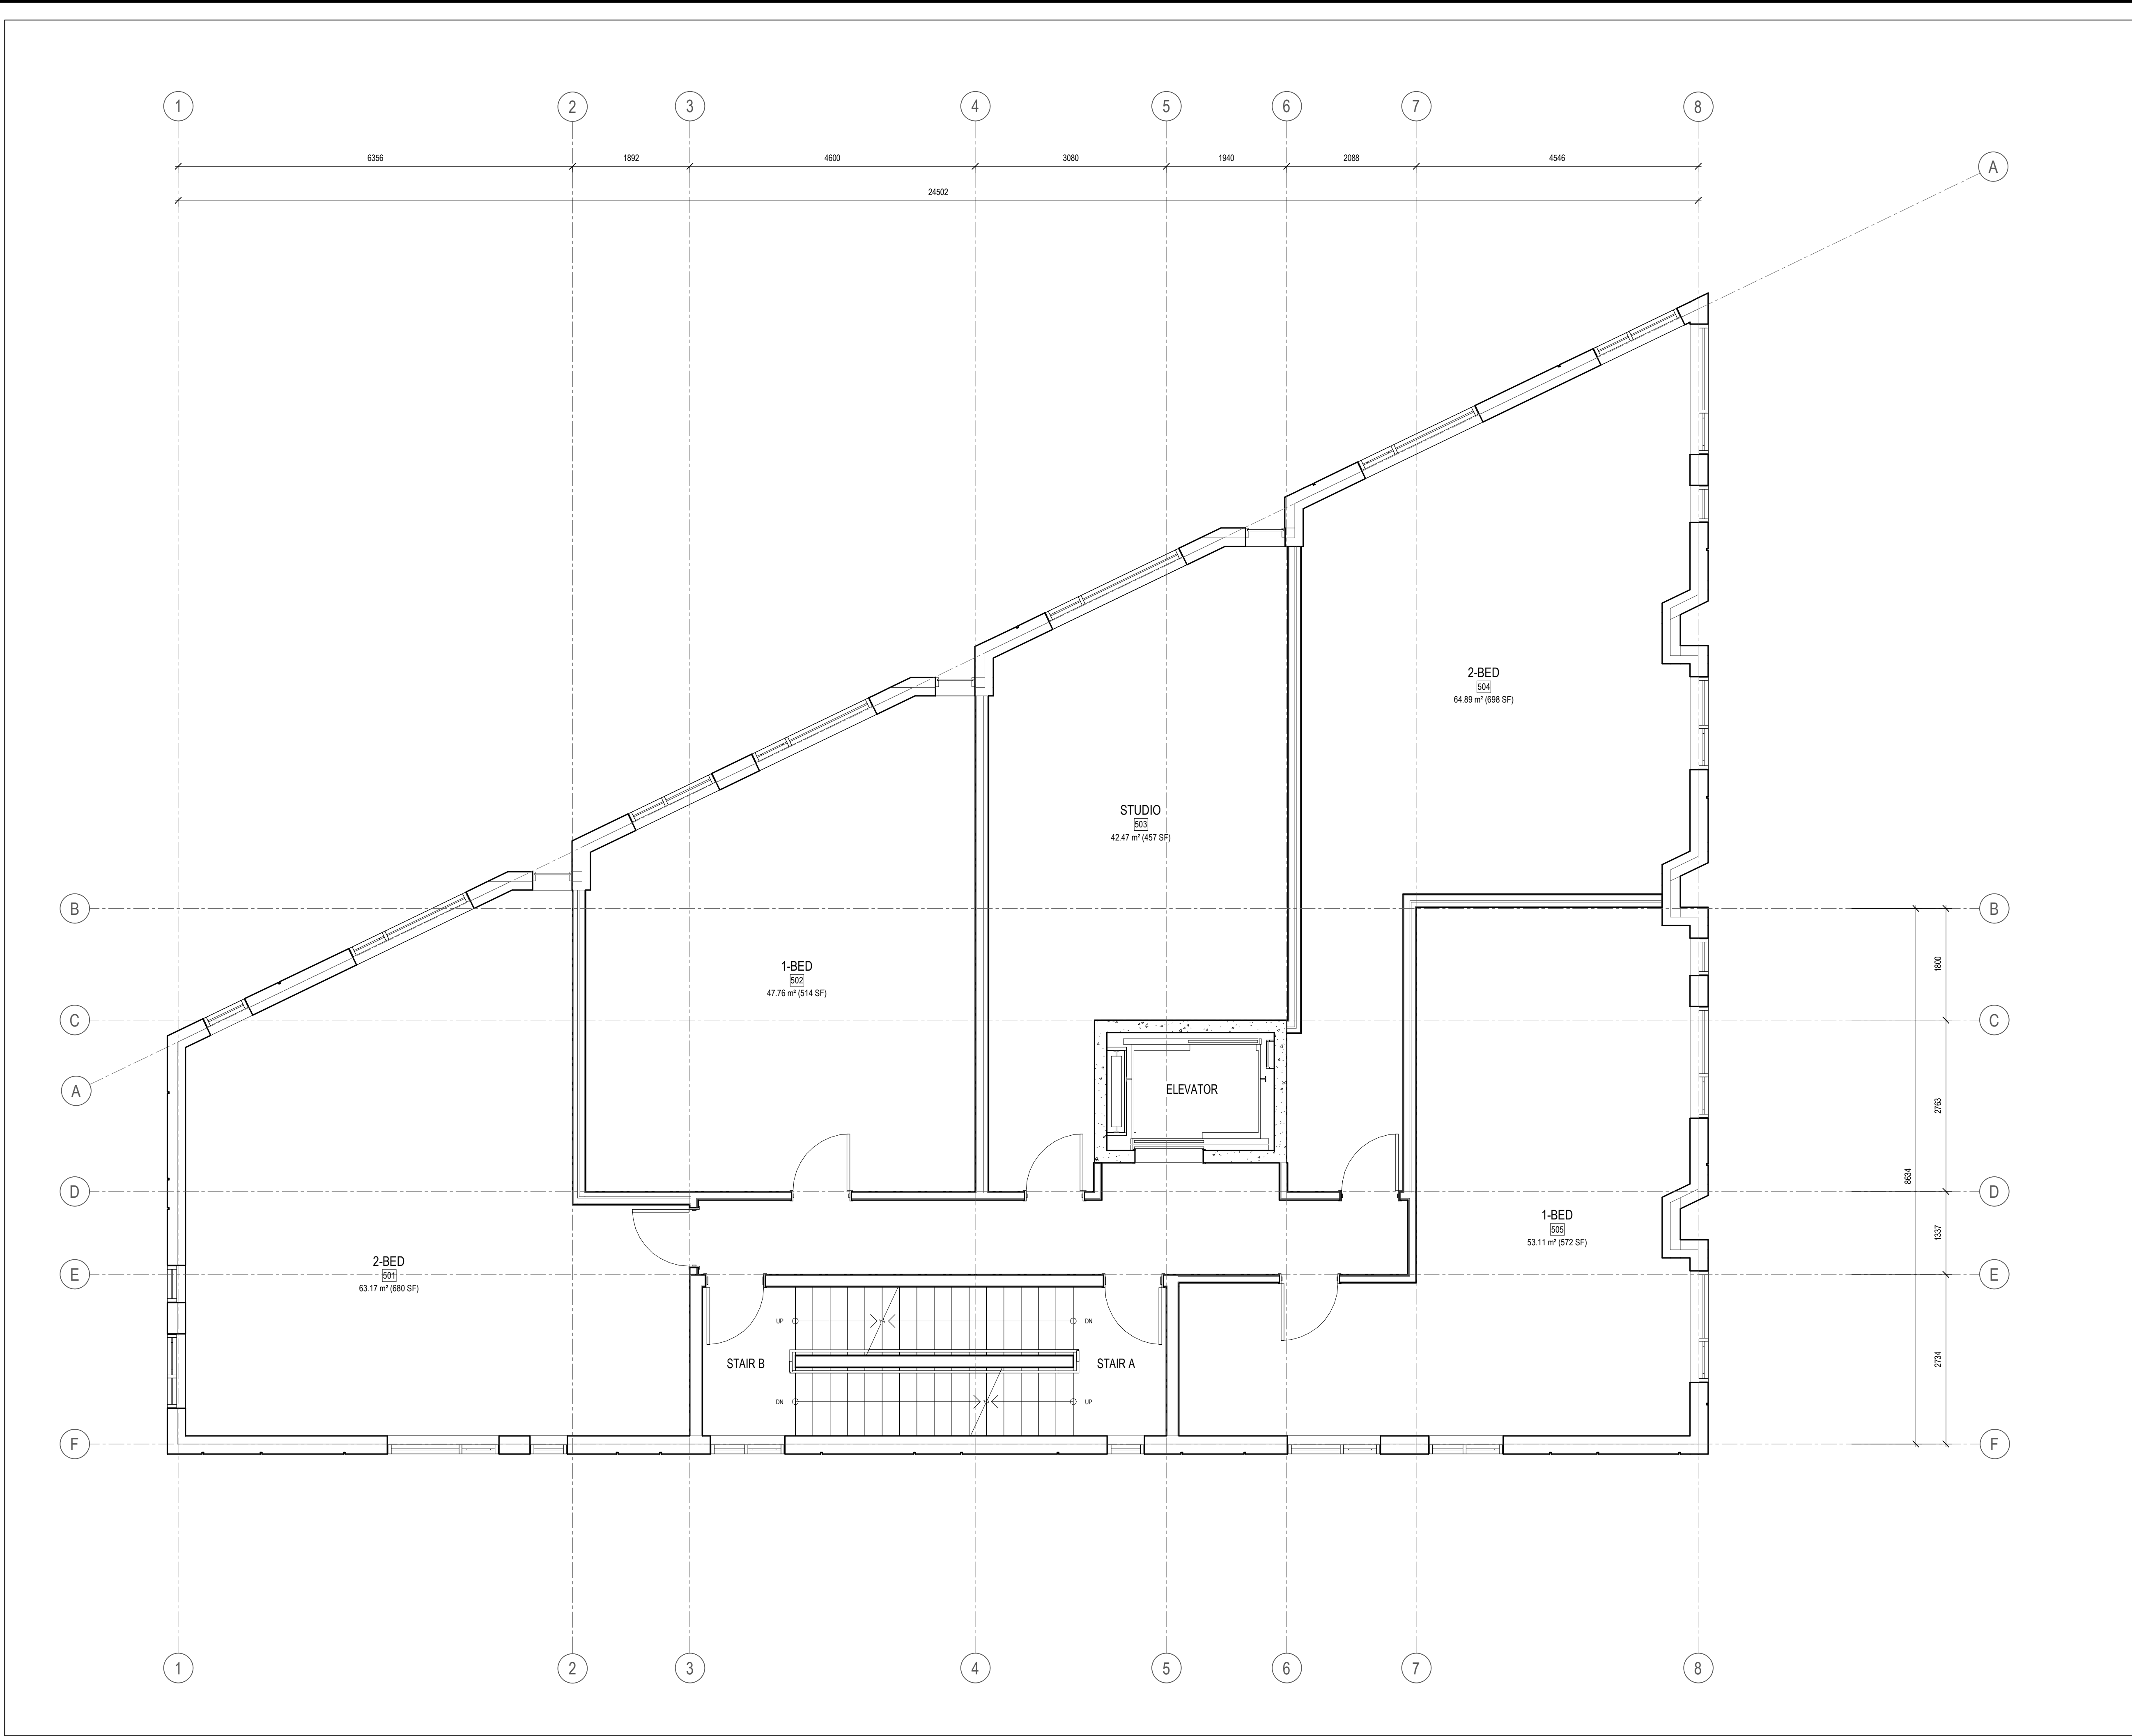 1 2 3 4 5 6 7 8
6356 1892 4600 3080 1940 2088 4546
A
24502
2-BED
504
64.89 m² (698 SF)
STUDIO
503
42.47 m² (457 SF)
B B
1-BED
502
47.76 m² (514 SF)
1800
C C
A
ELEVATOR
2763
8634
D D
1-BED
505
53.11 m² (572 SF)
1337
2-BED
501
63.17 m² (680 SF)
E E
UP DN
STAIR B STAIR A
2734
DN UP
F F
1 2 3 4 5 6 7 8